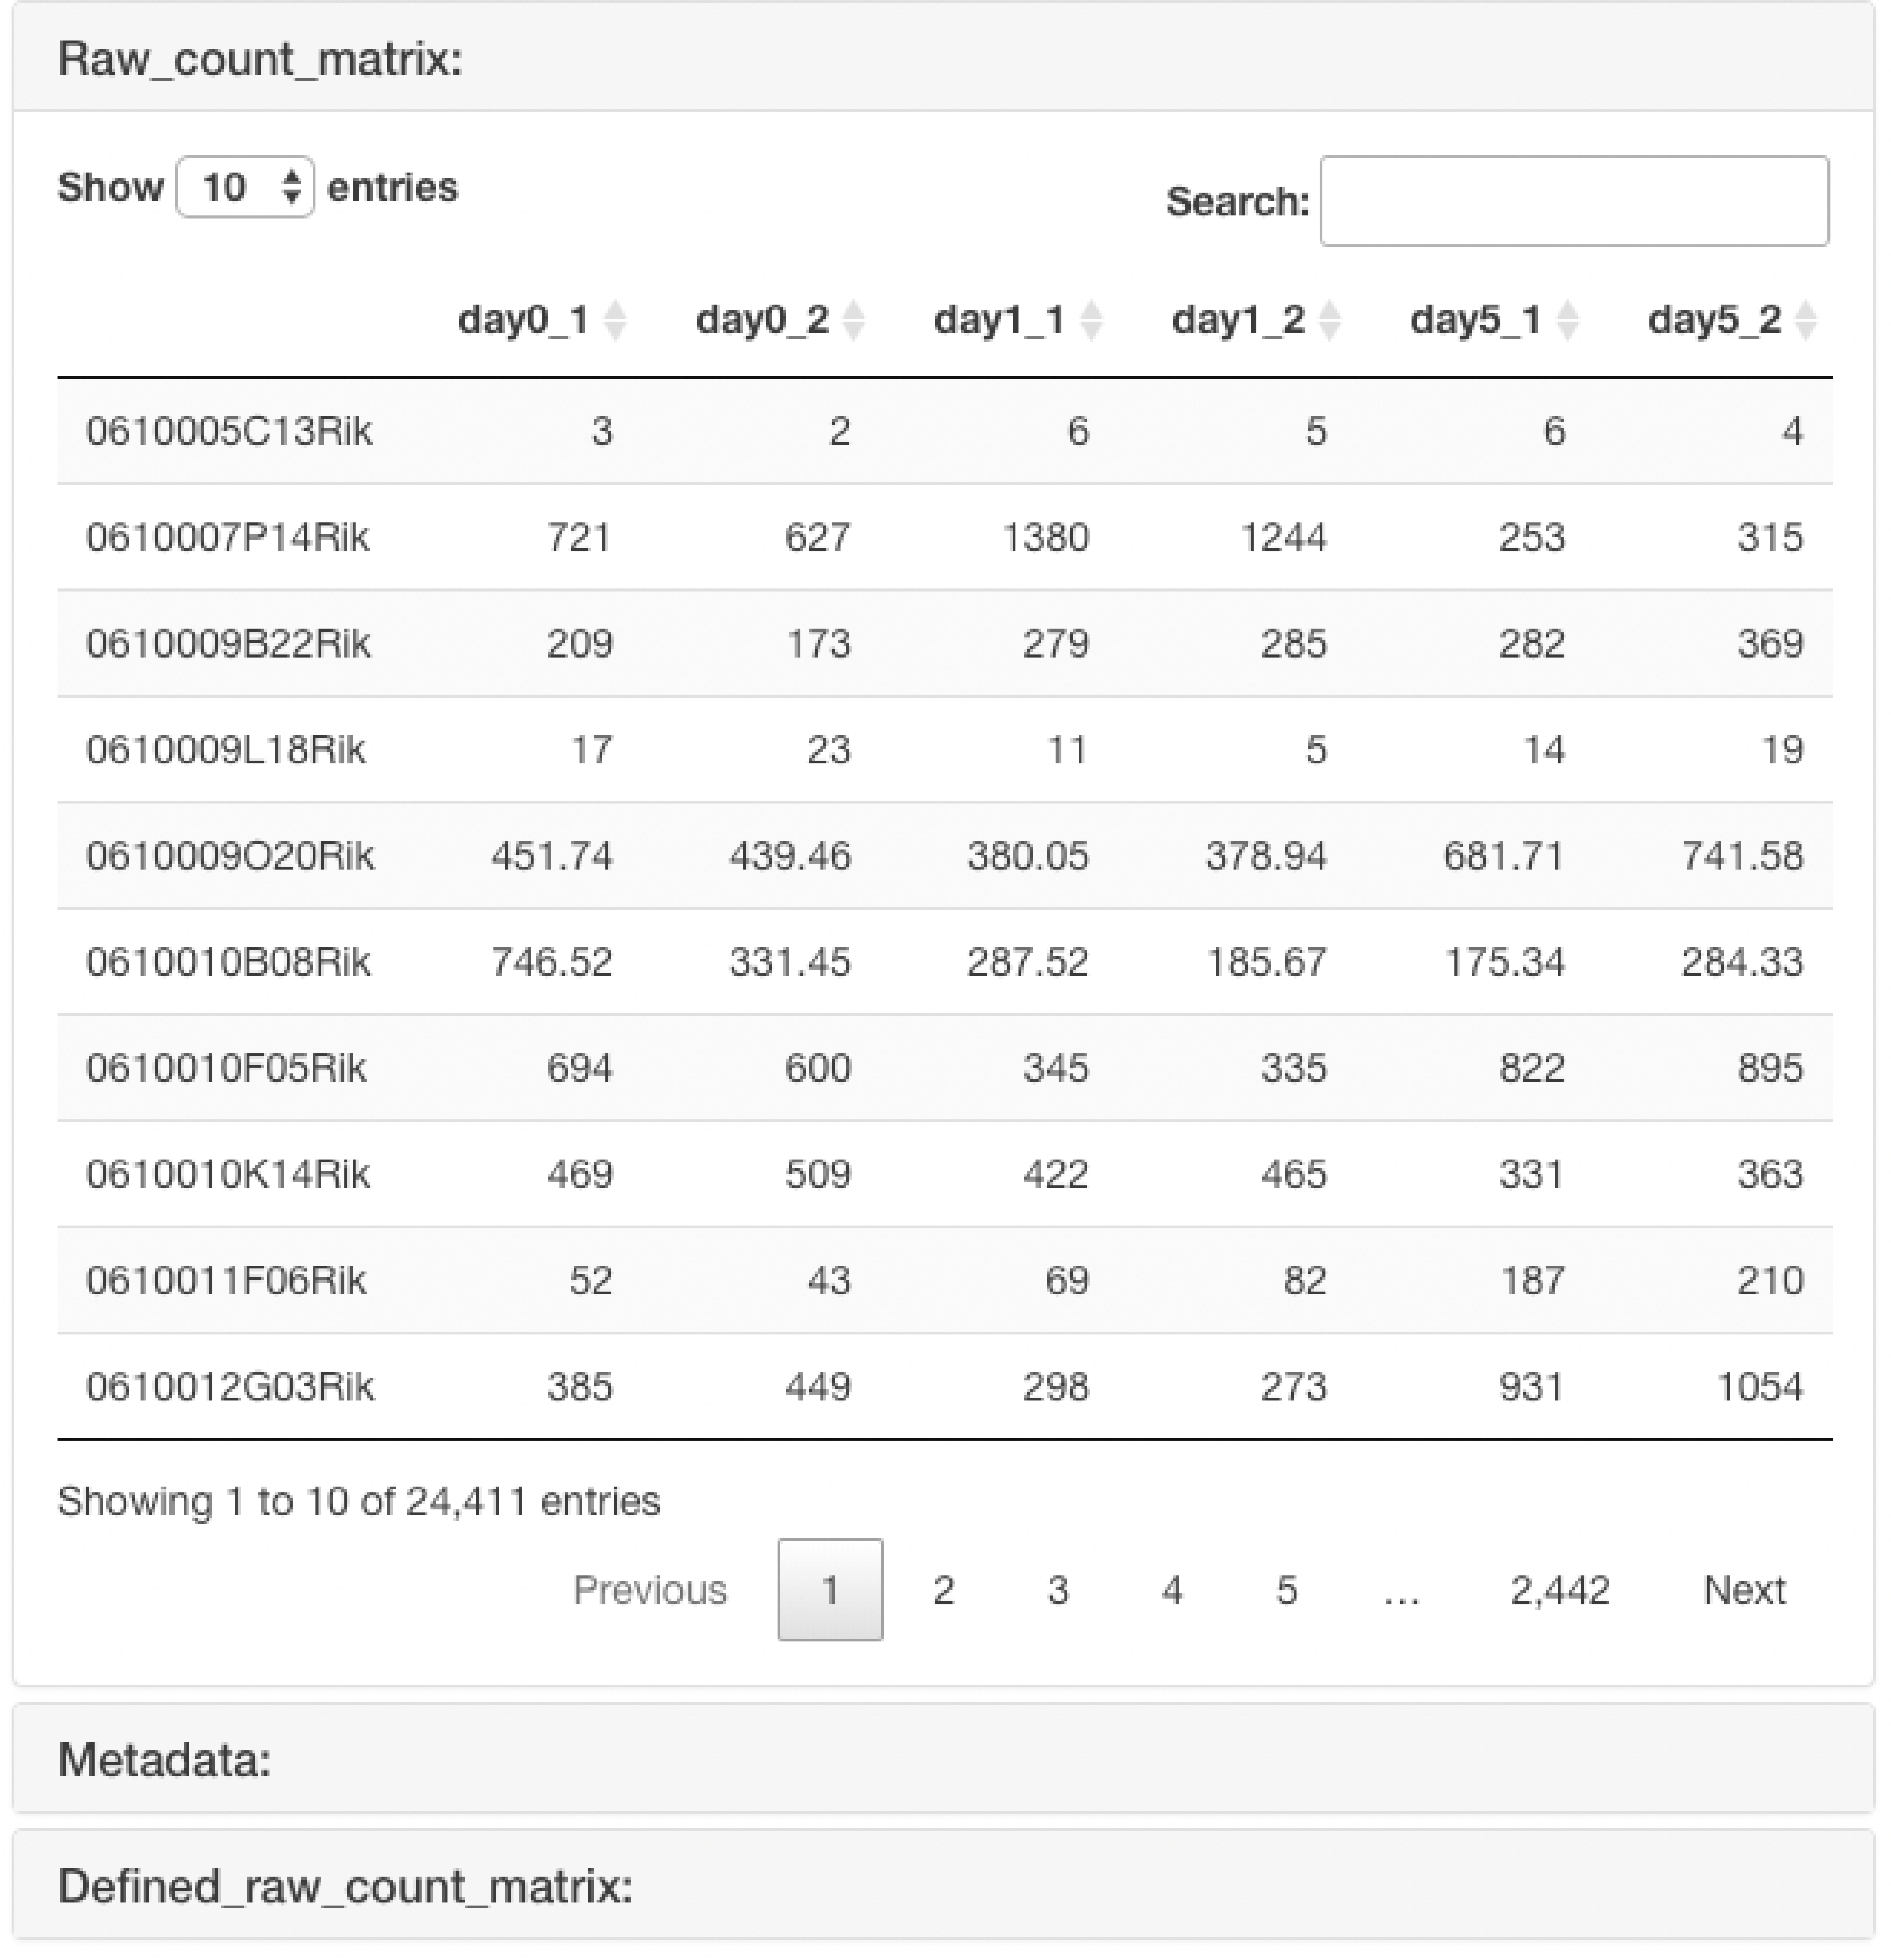 Raw_count_matrix:
Show 10 entries
Search:
day0_1 day0_2 day1_1 day1_2 day5_1 day5_2
0610005C13Rik 3 2 6 5 6 4
0610007P14Rik 721 627 1380 1244 253 315
0610009B22Rik 209 173 279 285 282 369
0610009L18Rik 17 23 11 5 14 19
0610009O20Rik 451.74 439.46 380.05 378.94 681.71 741.58
0610010B08Rik 746.52 331.45 287.52 185.67 175.34 284.33
0610010F05Rik 694 600 345 335 822 895
0610010K14Rik 469 509 422 465 331 363
0610011F06Rik 52 43 69 82 187 210
0610012G03Rik 385 449 298 273 931 1054
Showing 1 to 10 of 24,411 entries
Previous 1 2 3 4 5 ... 2,442 Next
Metadata:
Defined_raw_count_matrix: